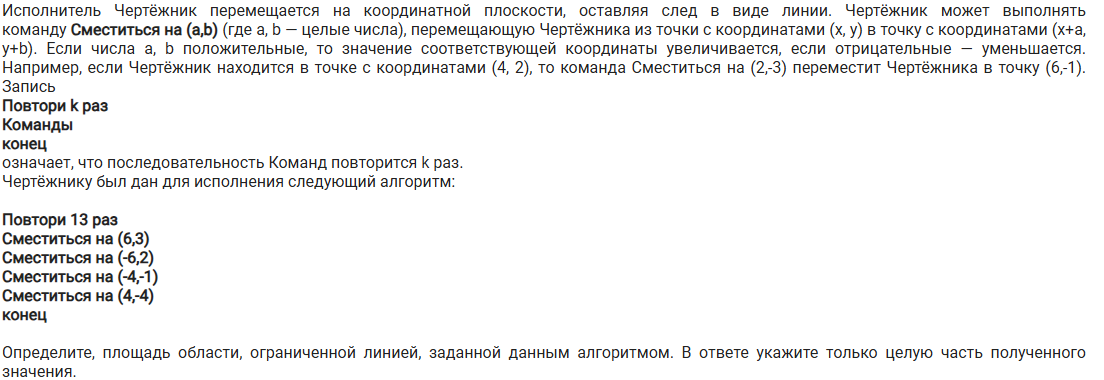 Исполнитель Чертёжник перемещается на координатной плоскости, оставляя след в виде линии. Чертёжник может выполнять
команду Сместиться на (a,b) (где a, b — целые числа), перемещающую Чертёжника из точки с координатами (x, y) в точку с координатами (x+a,
y+b). Если числа a, b положительные, то значение соответствующей координаты увеличивается, если отрицательные — уменьшается.
Например, если Чертёжник находится в точке с координатами (4, 2), то команда Сместиться на (2,-3) переместит Чертёжника в точку (6,-1).
Запись
Повтори k раз
Команды
конец
означает, что последовательность Команд повторится k раз.
Чертёжнику был дан для исполнения следующий алгоритм:
Повтори 13 раз
Сместиться на (6,3)
Сместиться на (-6,2)
Сместиться на (-4,-1)
Сместиться на (4,-4)
конец
Определите, площадь области, ограниченной линией, заданной данным алгоритмом. В ответе укажите только целую часть полученного
значения.